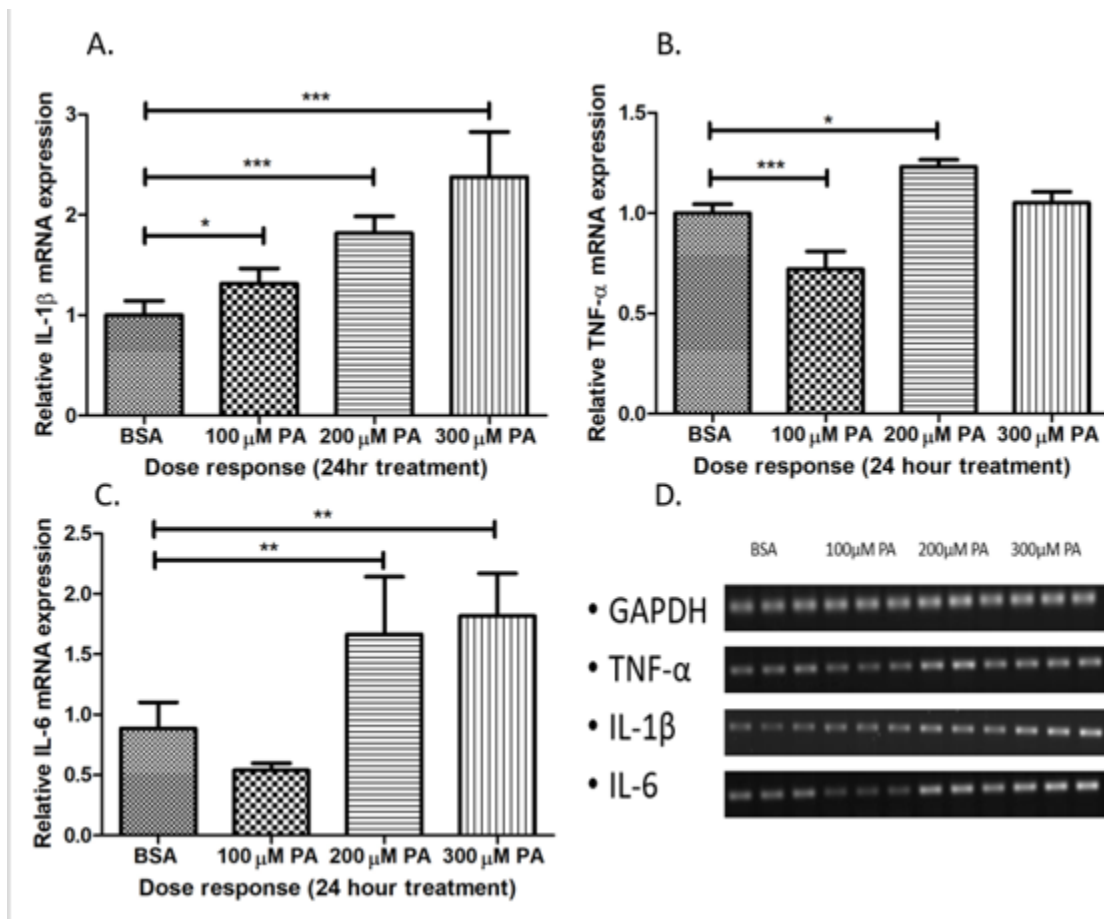 A.
Relative IL-1β mRNA expression
3
2
1
0
***
***
*
BSA 100 μM PA 200 μM PA 300 μM PA
Dose response (24hr treatment)
B.
Relative TNF-α mRNA expression
1.5
1.0
0.5
0.0
*
***
BSA 100 μM PA 200 μM PA 300 μM PA
Dose response (24 hour treatment)
C.
Relative IL-6 mRNA expression
2.5
2.0
1.5
1.0
0.5
0.0
**
**
BSA 100 μM PA 200 μM PA 300 μM PA
Dose response (24 hour treatment)
D.
BSA 100μM PA 200μM PA 300μM PA
• GAPDH
• TNF-α
• IL-1β
• IL-6